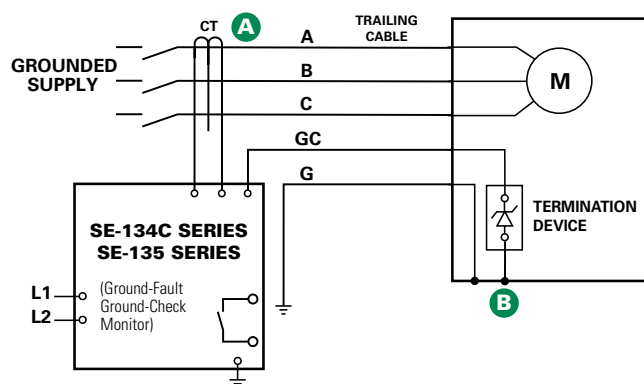 CT
A
A
TRAILING
CABLE
GROUNDED
SUPPLY
B
M
C
GC
G
SE-134C SERIES
SE-135 SERIES
TERMINATION
DEVICE
L1
L2
(Ground-Fault
Ground-Check
Monitor)
B